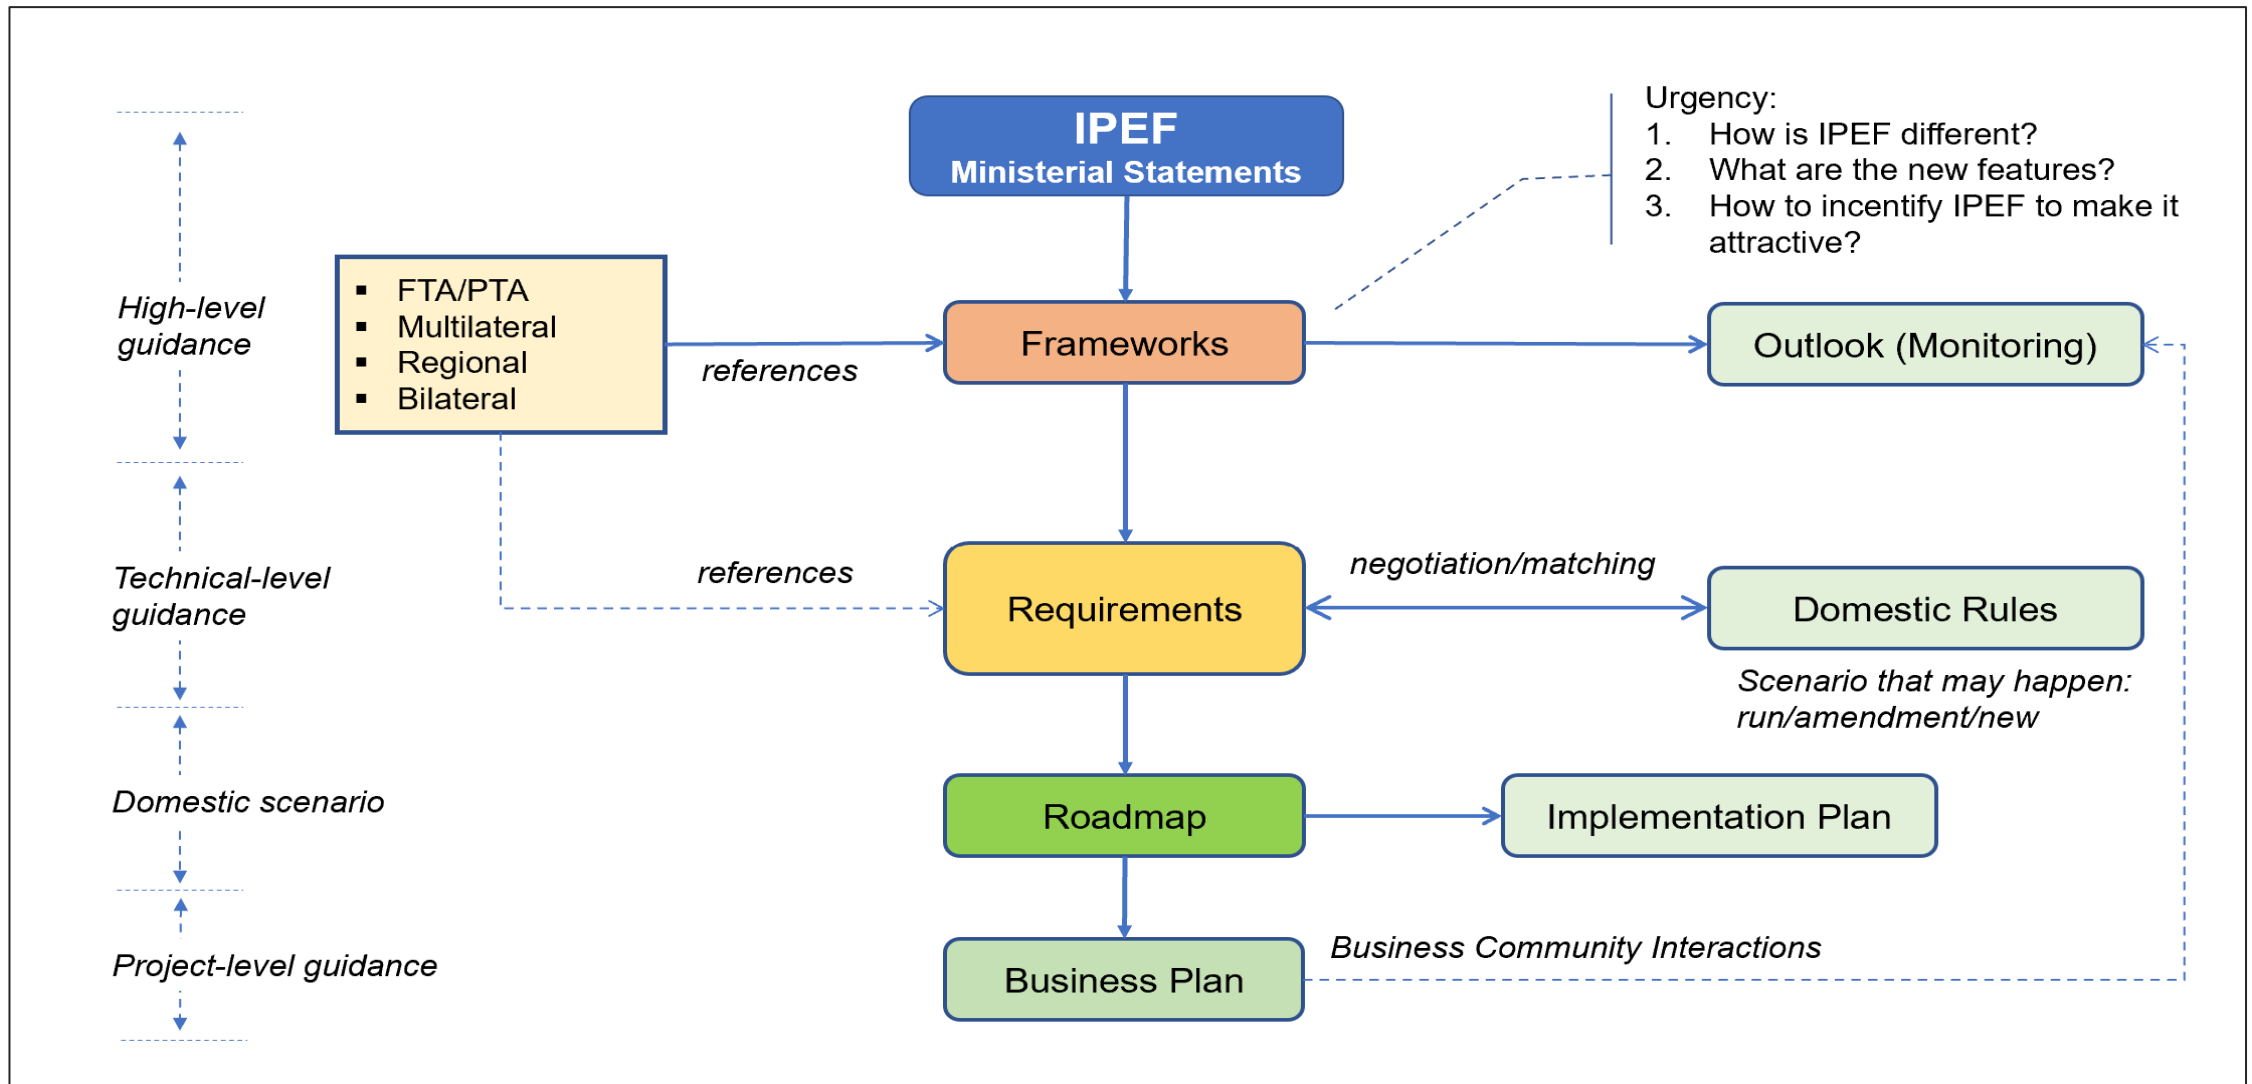 IPEF
Ministerial Statements
Urgency:
1. How is IPEF different?
2. What are the new features?
3. How to incentify IPEF to make it
attractive?
High-level
guidance
▪ FTA/PTA
▪ Multilateral
▪ Regional
▪ Bilateral
references
Frameworks
Outlook (Monitoring)
Technical-level
guidance
references
Requirements
negotiation/matching
Domestic Rules
Scenario that may happen:
run/amendment/new
Domestic scenario
Roadmap
Implementation Plan
Project-level guidance
Business Plan
Business Community Interactions